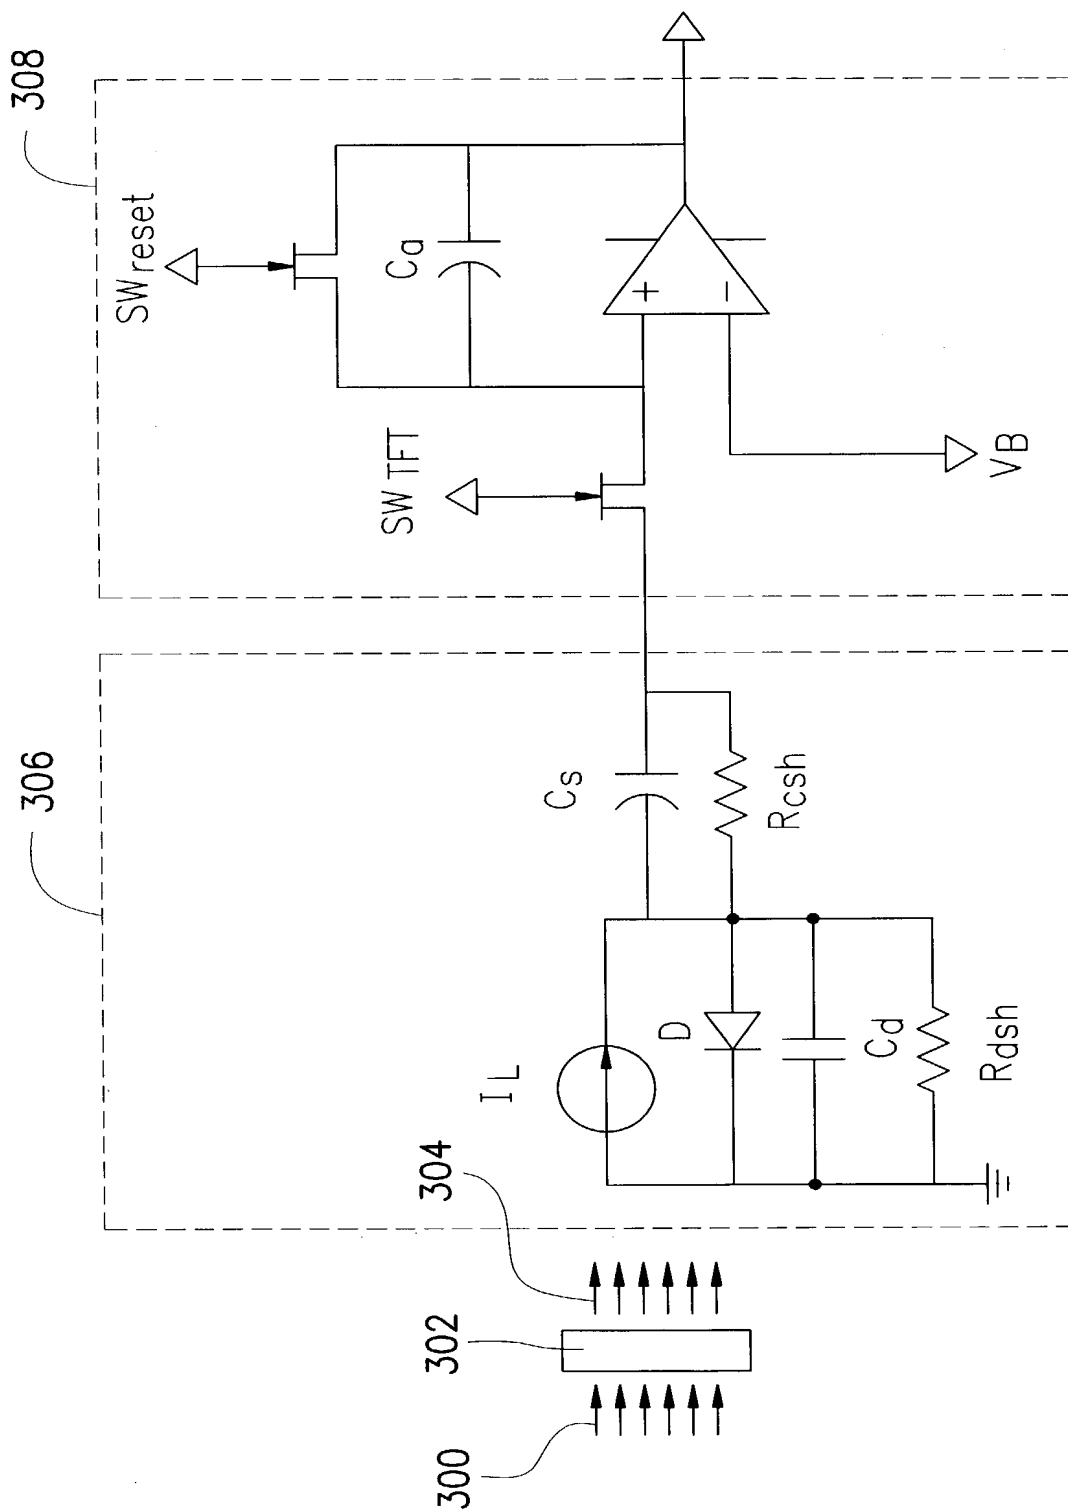 308
SWreset
Ca
SW TFT
+
−
VB
306
Cs
Rcsh
IL
D
Cd
Rdsh
304
302
300